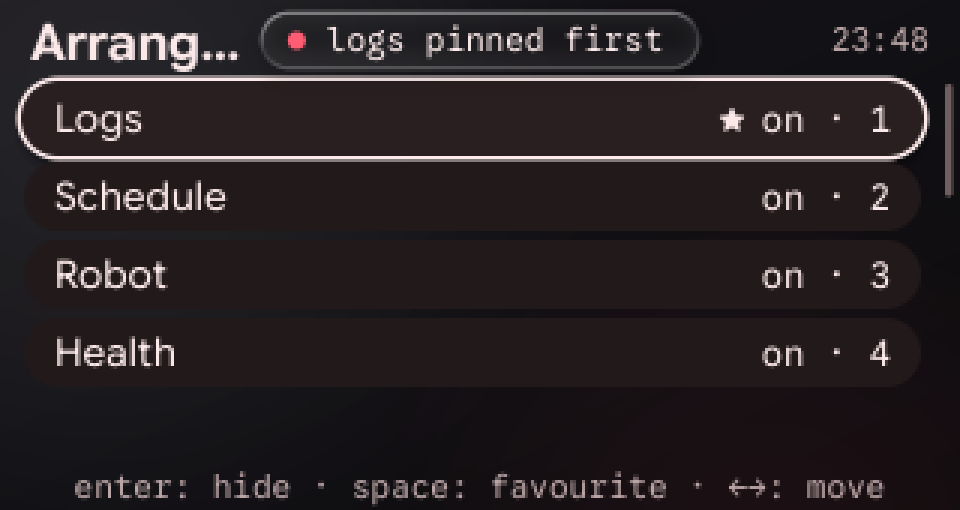 Arrang... logs pinned first 23:48
Logs ★ on · 1
Schedule on · 2
Robot on · 3
Health on · 4
enter: hide · space: favourite · ↔: move